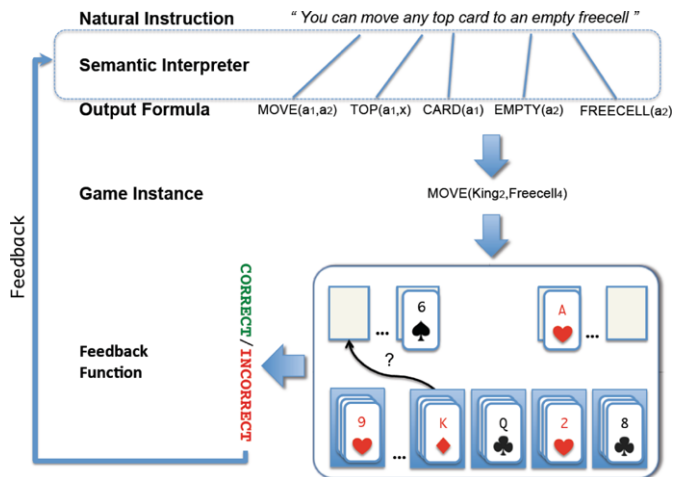 Natural Instruction
“ You can move any top card to an empty freecell ”
Semantic Interpreter
Output Formula
MOVE(a1,a2) TOP(a1,x) CARD(a1) EMPTY(a2) FREECELL(a2)
Game Instance
MOVE(King2,Freecell4)
Feedback
CORRECT/INCORRECT
Feedback
Function
6
A
...
...
?
9
K
Q
2
8
...